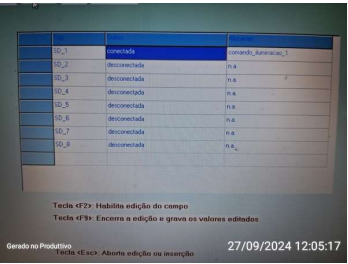 SD_1 conectada comando_iluminacao_1
SD_2 desconectada n.a
SD_3 desconectada n.a
SD_4 desconectada n.a
SD_5 desconectada n.a
SD_6 desconectada n.a
SD_7 desconectada n.a
SD_8 desconectada n.a
Tecla <F2>: Habilita edição do campo
Tecla <F9>: Encerra a edição e grava os valores editados
Gerado no Produttivo
27/09/2024 12:05:17
Tecla <Esc>: Aborta edição ou inserção